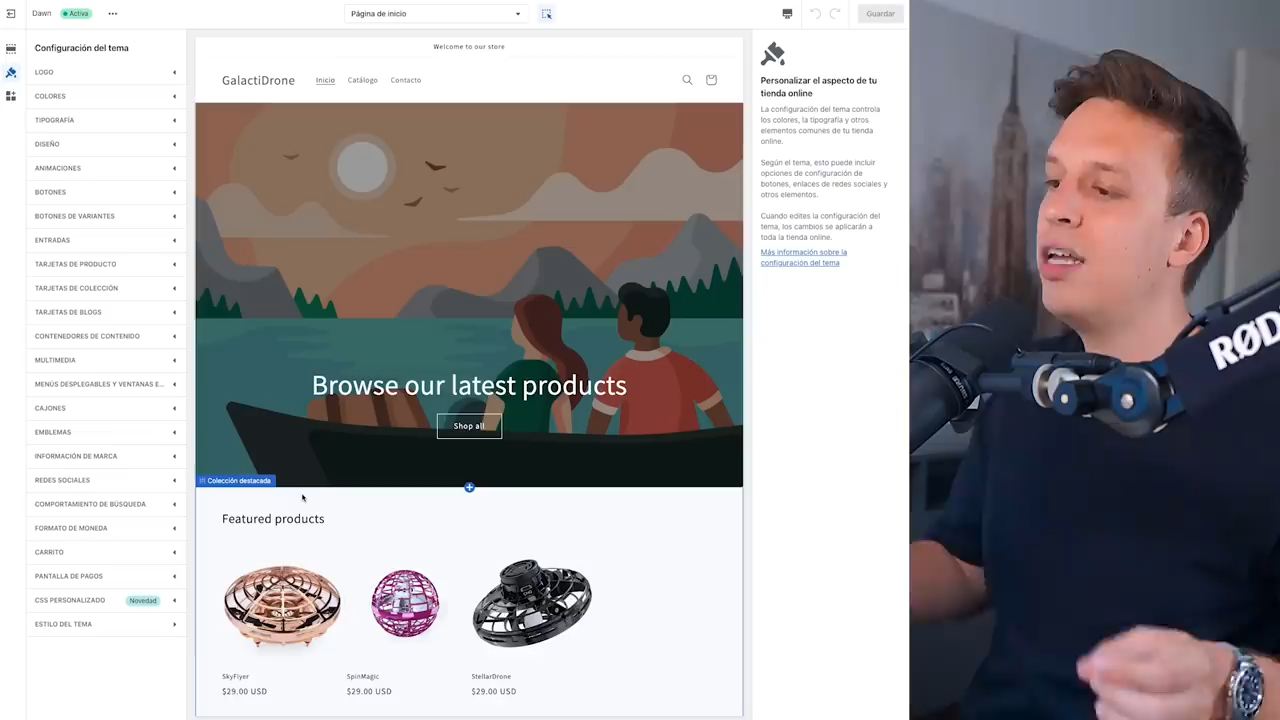 Dawn
Activa
Página de inicio
Guardar
Configuración del tema
LOGO
COLORES
TIPOGRAFÍA
DISEÑO
ANIMACIONES
BOTONES
BOTONES DE VARIANTES
ENTRADAS
TARJETAS DE PRODUCTO
TARJETAS DE COLECCIÓN
TARJETAS DE BLOGS
CONTENEDORES DE CONTENIDO
MULTIMEDIA
MENÚS DESPLEGABLES Y VENTANAS E...
CAJONES
EMBLEMAS
INFORMACIÓN DE MARCA
REDES SOCIALES
COMPORTAMIENTO DE BÚSQUEDA
FORMATO DE MONEDA
CARRITO
PANTALLA DE PAGOS
CSS PERSONALIZADO Novedad
ESTILO DEL TEMA
Welcome to our store
GalactiDrone Inicio Catálogo Contacto
Browse our latest products
Shop all
Colección destacada
Featured products
SkyFlyer SpinMagic StellarDrone
$29.00 USD $29.00 USD $29.00 USD
Personalizar el aspecto de tu
tienda online
La configuración del tema controla
los colores, la tipografía y otros
elementos comunes de tu tienda
online.
Según el tema, esto puede incluir
opciones de configuración de
botones, enlaces de redes sociales y
otros elementos.
Cuando edites la configuración del
tema, los cambios se aplicarán a
toda la tienda online.
Más información sobre la
configuración del tema
RØD